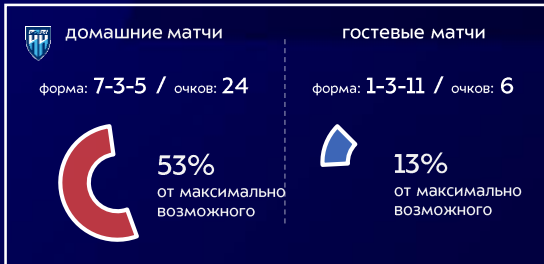 домашние матчи
форма: 7-3-5 / очков: 24
53%
от максимально
возможного
гостевые матчи
форма: 1-3-11 / очков: 6
13%
от максимально
возможного